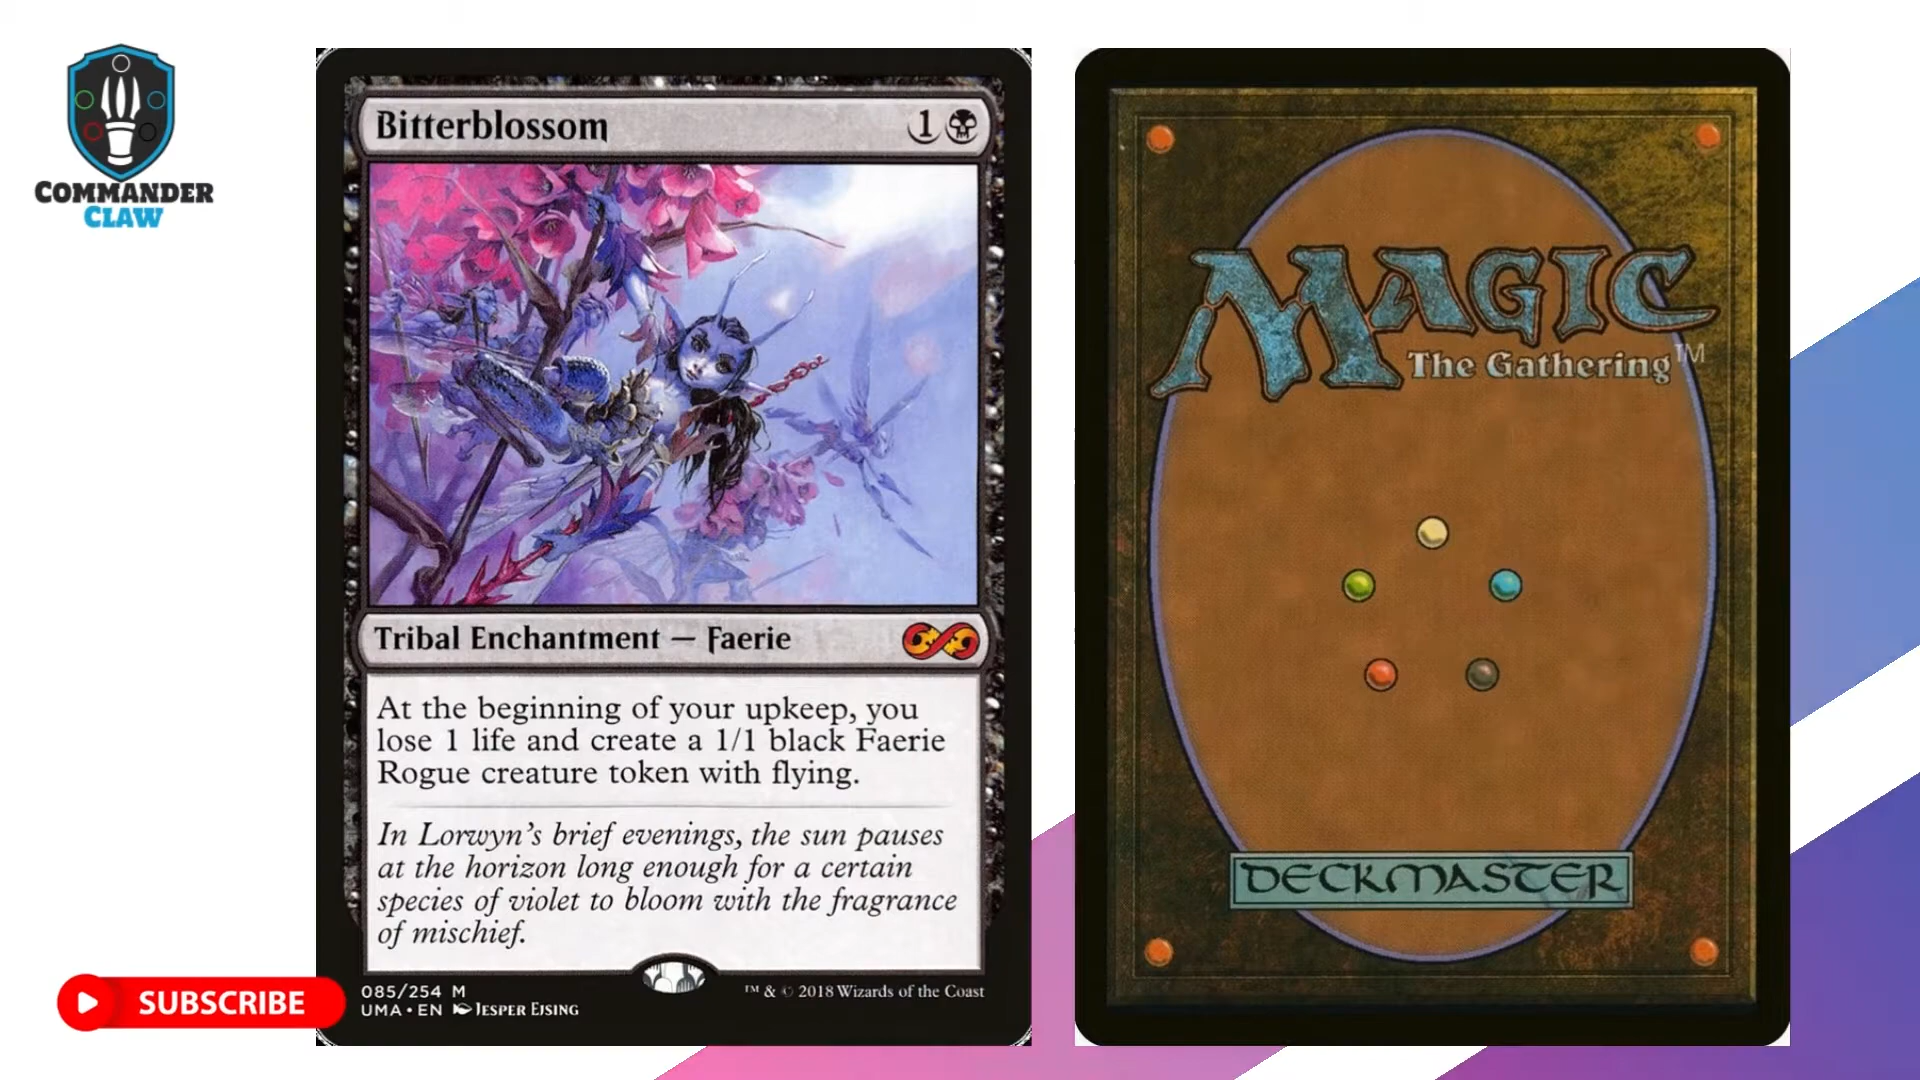 COMMANDER
CLAW
Bitterblossom
1
Tribal Enchantment — Faerie
At the beginning of your upkeep, you
lose 1 life and create a 1/1 black Faerie
Rogue creature token with flying.
In Lorwyn's brief evenings, the sun pauses
at the horizon long enough for a certain
species of violet to bloom with the fragrance
of mischief.
085/254 M
UMA • EN JESPER EJSING
™ & © 2018 Wizards of the Coast
MAGIC
The Gathering™
DECKMASTER
SUBSCRIBE